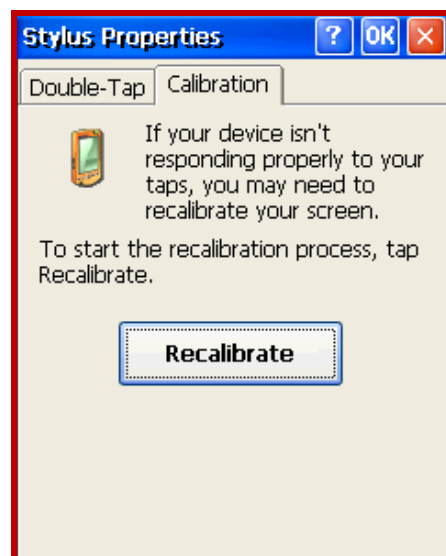 Stylus Properties ? OK ×
Double-Tap Calibration
If your device isn't
responding properly to your
taps, you may need to
recalibrate your screen.
To start the recalibration process, tap
Recalibrate.
Recalibrate